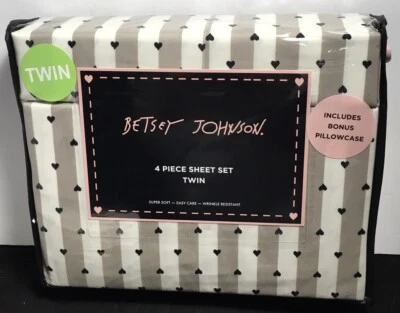 TWIN
BETSEY JOHNSON.
4 PIECE SHEET SET
TWIN
SUPER SOFT — EASY CARE — WRINKLE RESISTANT
INCLUDES
BONUS
PILLOWCASE